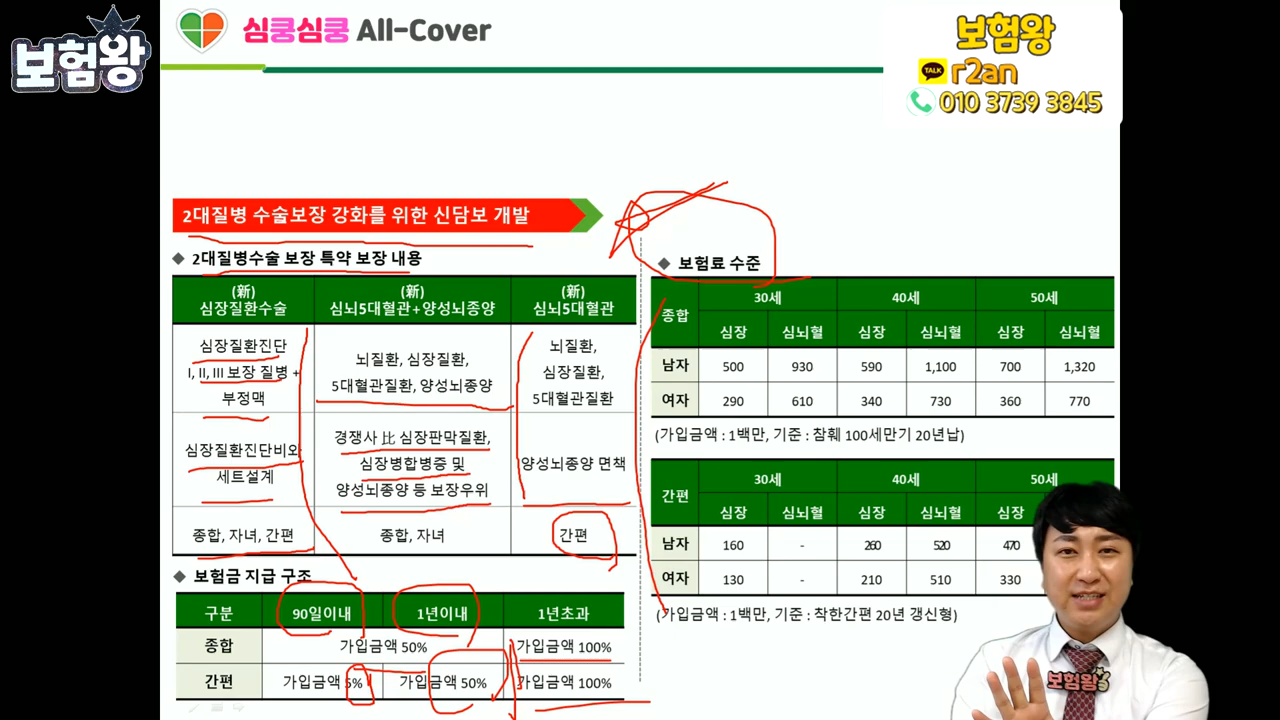 보험왕
심쿵심쿵 All-Cover
보험왕
TALK r2an
010 3739 3845
2대질병 수술보장 강화를 위한 신담보 개발
◆ 2대질병수술 보장 특약 보장 내용
(新) 심장질환수술 (新) 심뇌5대혈관+양성뇌종양 (新) 심뇌5대혈관
심장질환진단
I, II, III 보장 질병 +
부정맥
뇌질환, 심장질환,
5대혈관질환, 양성뇌종양
뇌질환,
심장질환,
5대혈관질환
심장질환진단비와
세트설계
경쟁사 比 심장판막질환,
심장병합병증 및
양성뇌종양 등 보장우위
양성뇌종양 면책
종합, 자녀, 간편 종합, 자녀 간편
◆ 보험금 지급 구조
구분 90일이내 1년이내 1년초과
종합 가입금액 50% 가입금액 100%
간편 가입금액 5% 가입금액 50% 가입금액 100%
◆ 보험료 수준
종합 30세 40세 50세
심장 심뇌혈 심장 심뇌혈 심장 심뇌혈
남자 500 930 590 1,100 700 1,320
여자 290 610 340 730 360 770
(가입금액 : 1백만, 기준 : 참훼 100세만기 20년납)
간편 30세 40세 50세
심장 심뇌혈 심장 심뇌혈 심장
남자 160 - 260 520 470
여자 130 - 210 510 330
(가입금액 : 1백만, 기준 : 착한간편 20년 갱신형)
보험왕